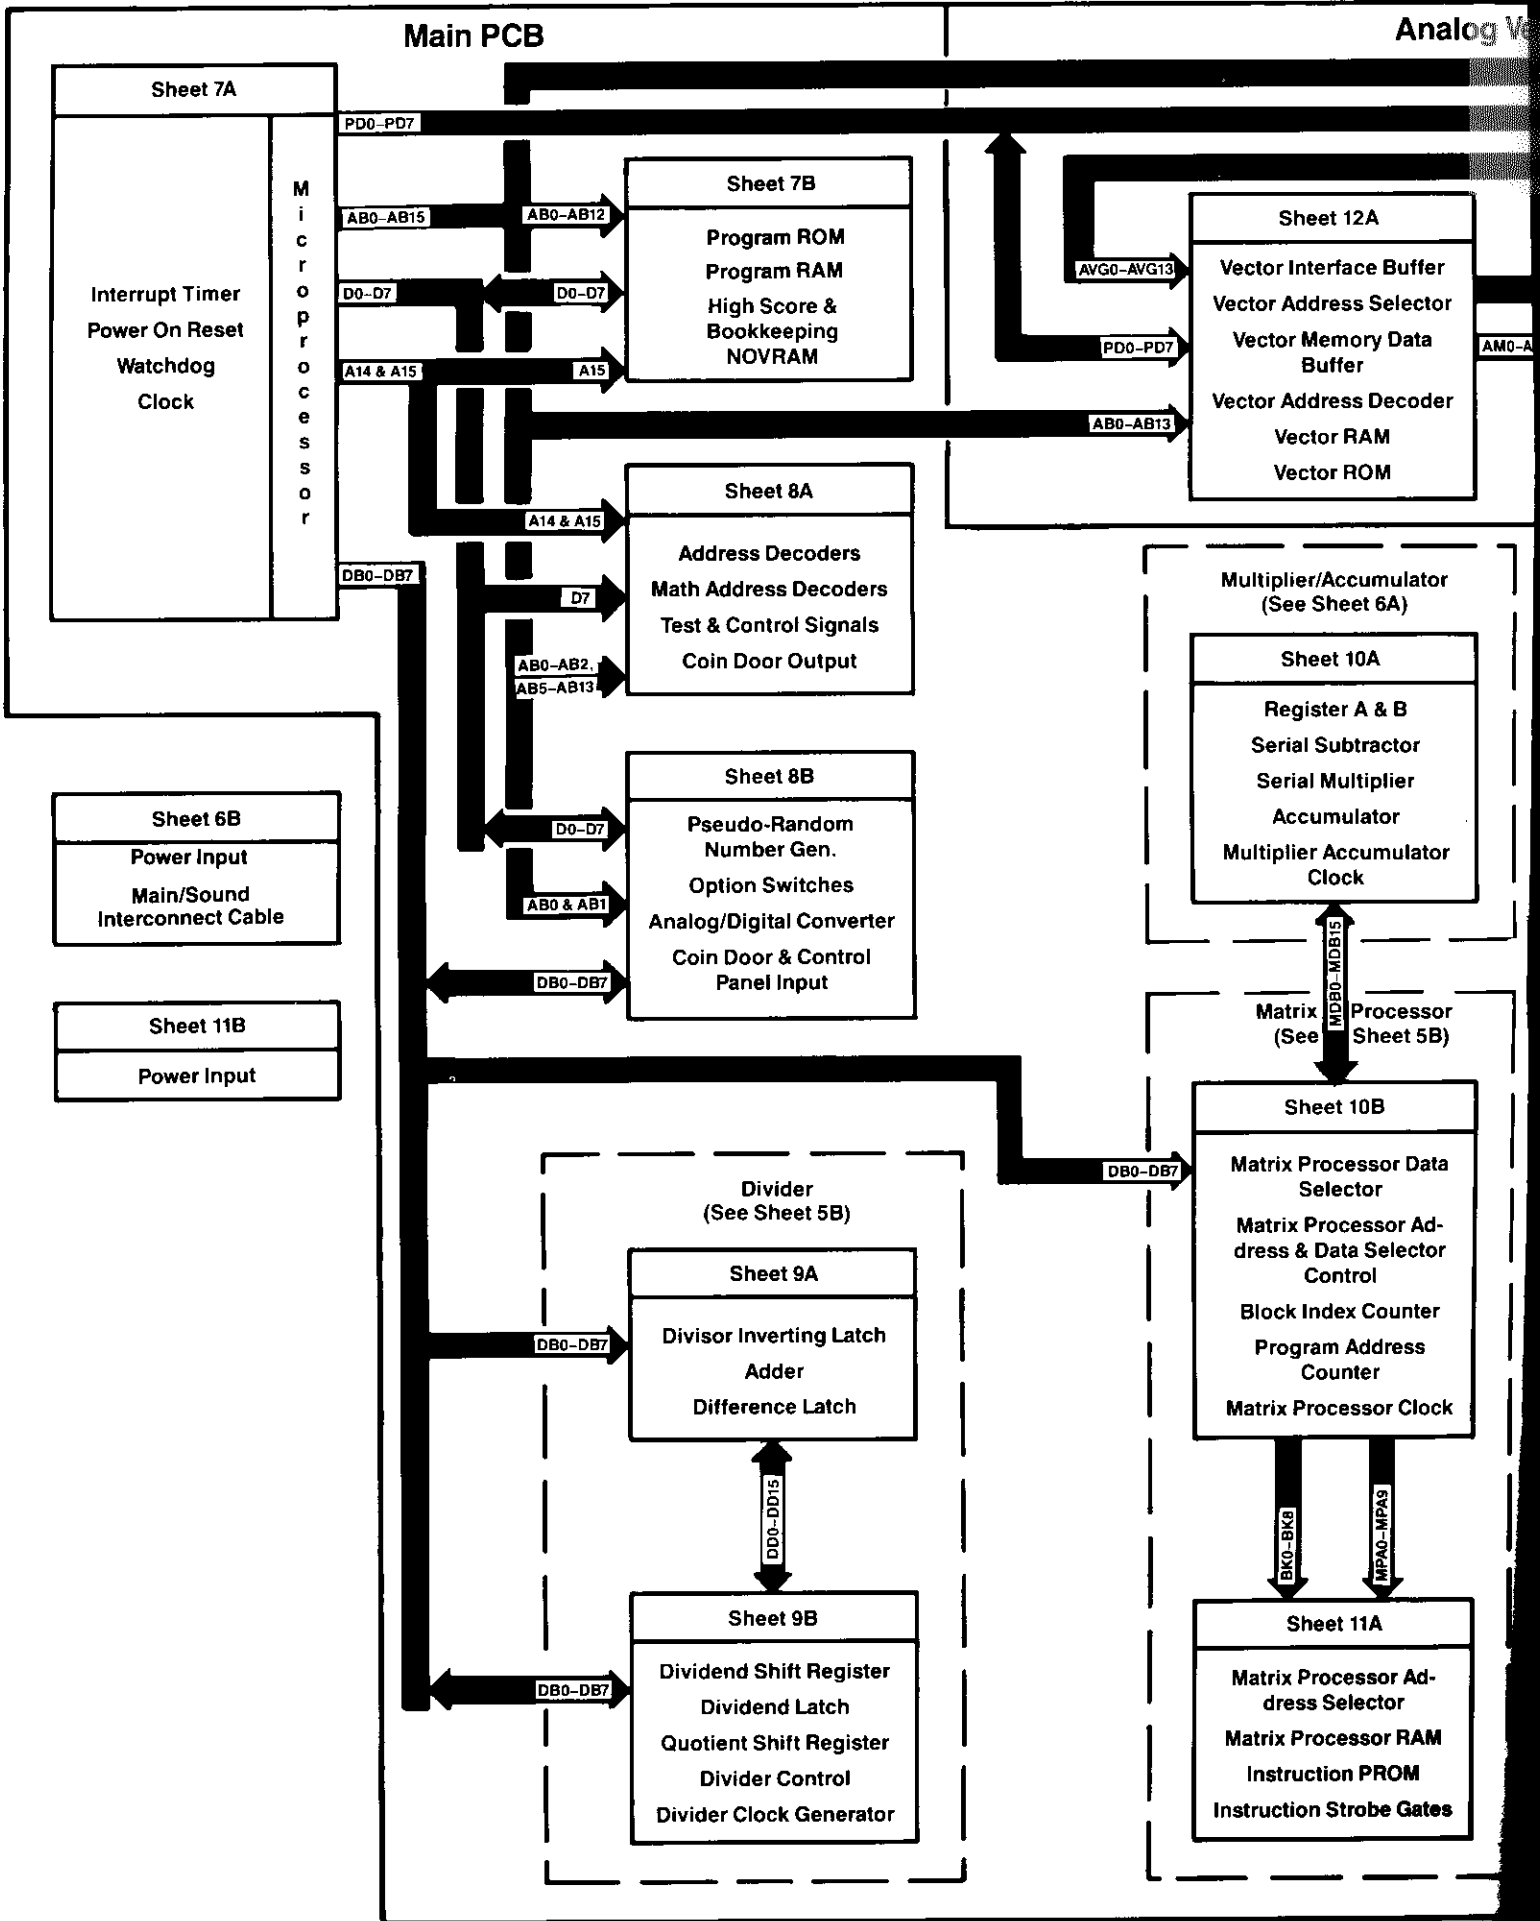 Main PCB
Analog
Sheet 7A
Interrupt Timer
Power On Reset
Watchdog
Clock
Microprocessor
PD0–PD7
AB0–AB15
D0–D7
A14 & A15
DB0–DB7
AB0–AB12
D0–D7
A15
Sheet 7B
Program ROM
Program RAM
High Score &
Bookkeeping
NOVRAM
AVG0–AVG13
PD0–PD7
AB0–AB13
Sheet 12A
Vector Interface Buffer
Vector Address Selector
Vector Memory Data
Buffer
Vector Address Decoder
Vector RAM
Vector ROM
A14 & A15
D7
AB0–AB2,
AB5–AB13
Sheet 8A
Address Decoders
Math Address Decoders
Test & Control Signals
Coin Door Output
Multiplier/Accumulator
(See Sheet 6A)
Sheet 10A
Register A & B
Serial Subtractor
Serial Multiplier
Accumulator
Multiplier Accumulator
Clock
Sheet 6B
Power Input
Main/Sound
Interconnect Cable
D0–D7
AB0 & AB1
DB0–DB7
Sheet 8B
Pseudo-Random
Number Gen.
Option Switches
Analog/Digital Converter
Coin Door & Control
Panel Input
Sheet 11B
Power Input
MDB0–MDB15
Matrix Processor
(See Sheet 5B)
DB0–DB7
Sheet 10B
Matrix Processor Data
Selector
Matrix Processor Ad-
dress & Data Selector
Control
Block Index Counter
Program Address
Counter
Matrix Processor Clock
Divider
(See Sheet 5B)
DB0–DB7
Sheet 9A
Divisor Inverting Latch
Adder
Difference Latch
DD0–DD15
BK0–BK8
MPA0–MPA9
DB0–DB7
Sheet 9B
Dividend Shift Register
Dividend Latch
Quotient Shift Register
Divider Control
Divider Clock Generator
Sheet 11A
Matrix Processor Ad-
dress Selector
Matrix Processor RAM
Instruction PROM
Instruction Strobe Gates